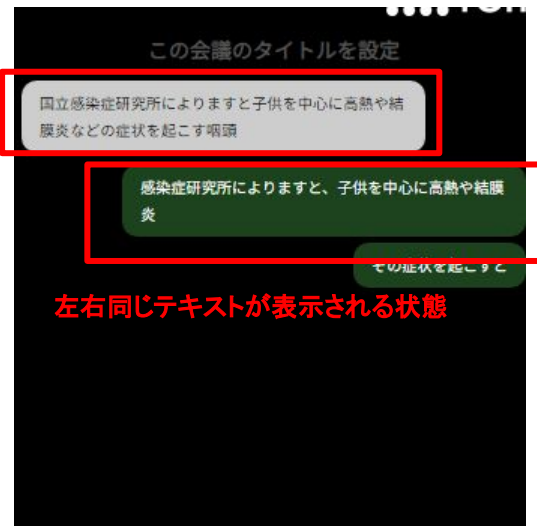 この会議のタイトルを設定
国立感染症研究所によりますと子供を中心に高熱や結
膜炎などの症状を起こす咽頭
感染症研究所によりますと、子供を中心に高熱や結膜
炎
その症状を起こすと
左右同じテキストが表示される状態